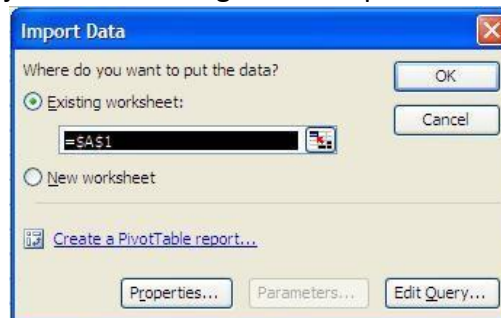 Import Data
Where do you want to put the data?
OK
Existing worksheet:
Cancel
=$A$1
New worksheet
Create a PivotTable report...
Properties... Parameters... Edit Query...